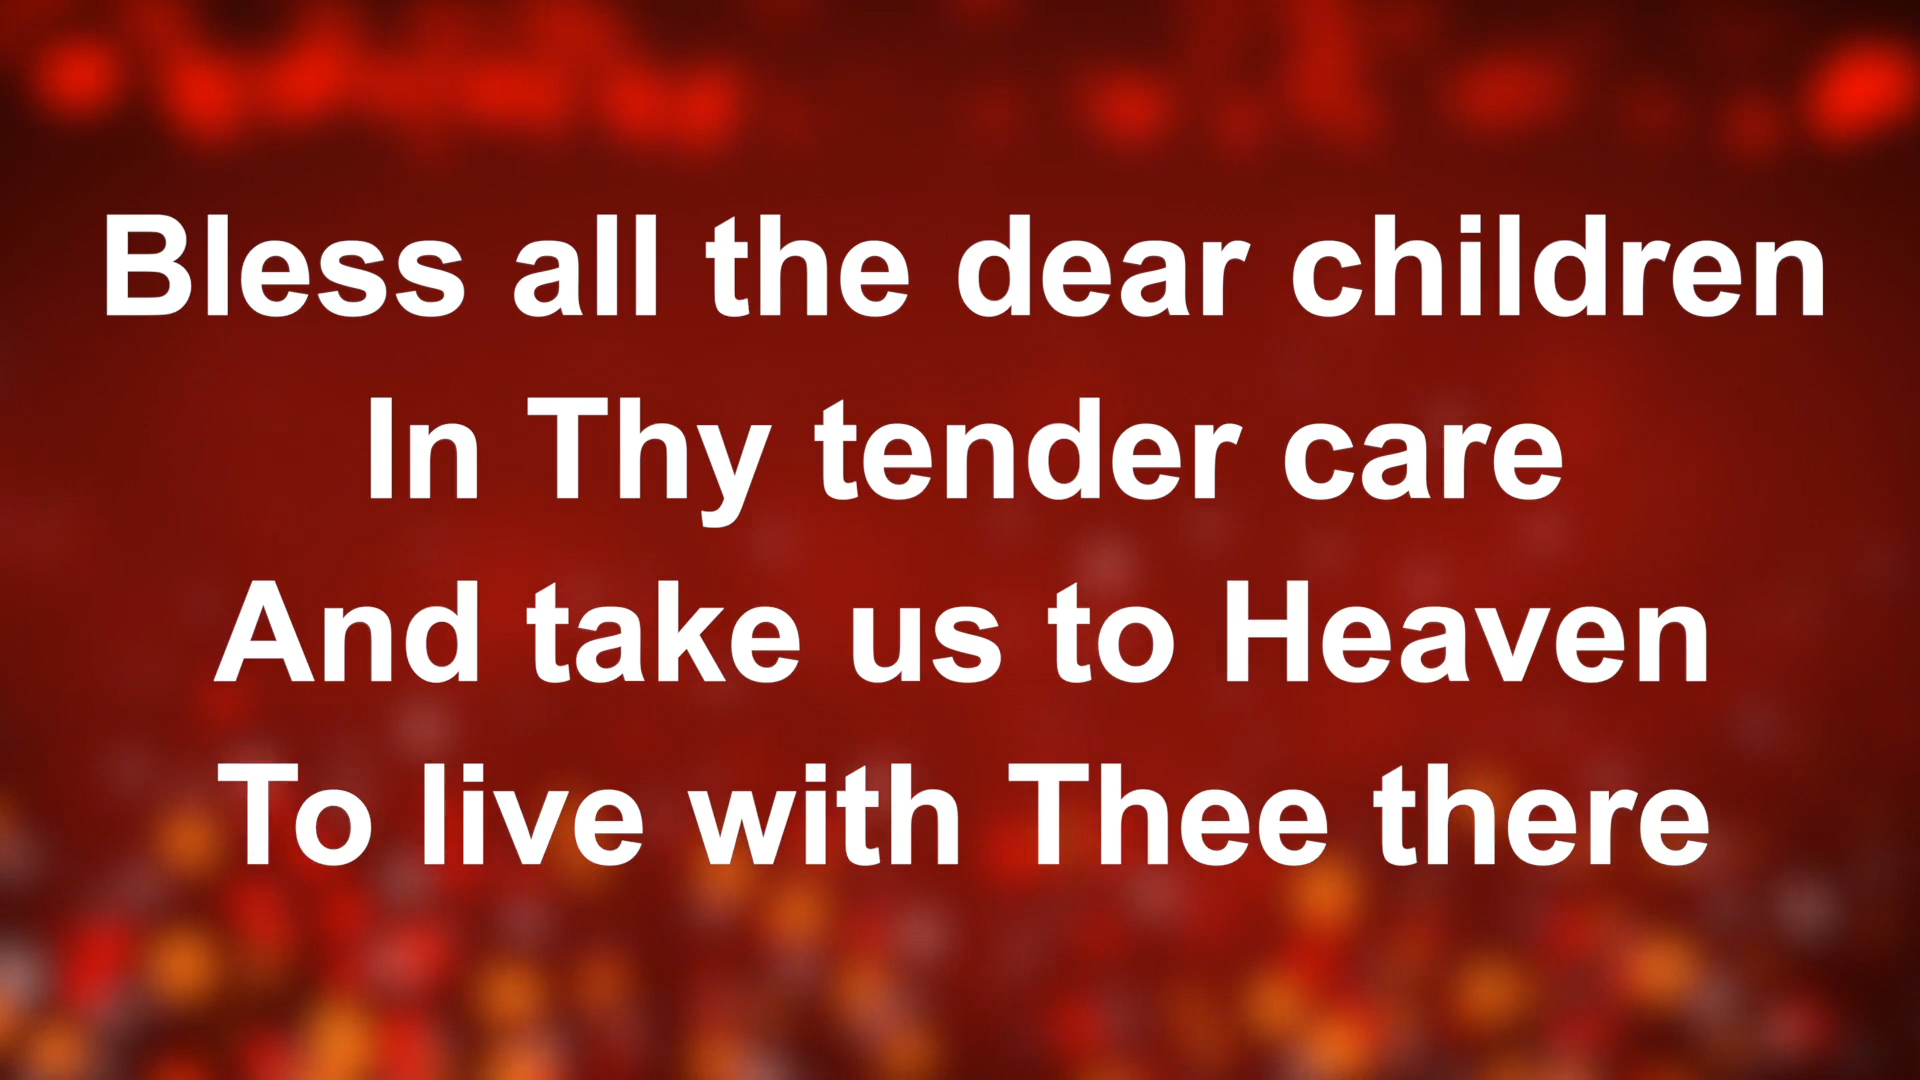 Bless all the dear children
In Thy tender care
And take us to Heaven
To live with Thee there